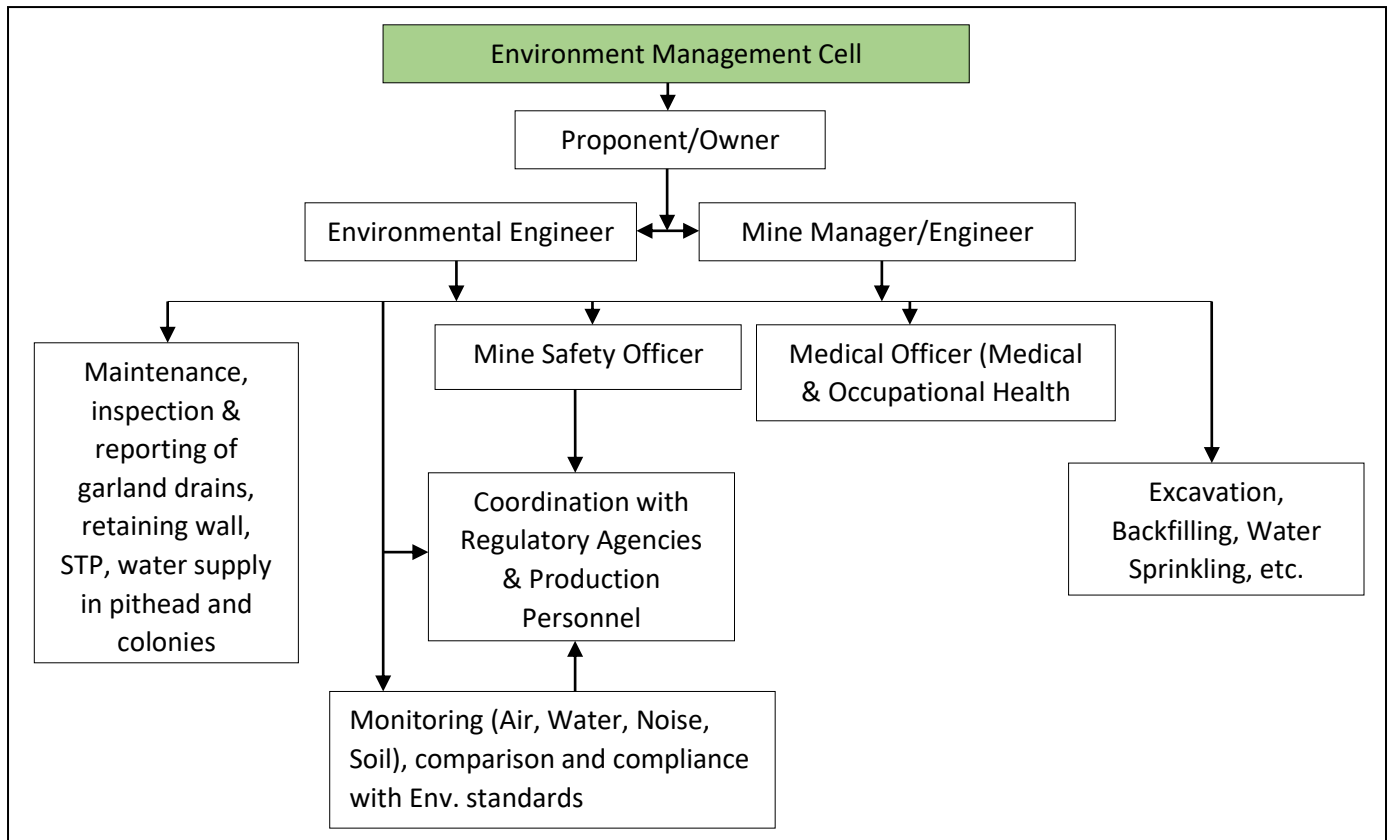 Environment Management Cell
Proponent/Owner
Environmental Engineer
Mine Manager/Engineer
Maintenance,
inspection &
reporting of
garland drains,
retaining wall,
STP, water supply
in pithead and
colonies
Mine Safety Officer
Medical Officer (Medical
& Occupational Health
Coordination with
Regulatory Agencies
& Production
Personnel
Excavation,
Backfilling, Water
Sprinkling, etc.
Monitoring (Air, Water, Noise,
Soil), comparison and compliance
with Env. standards